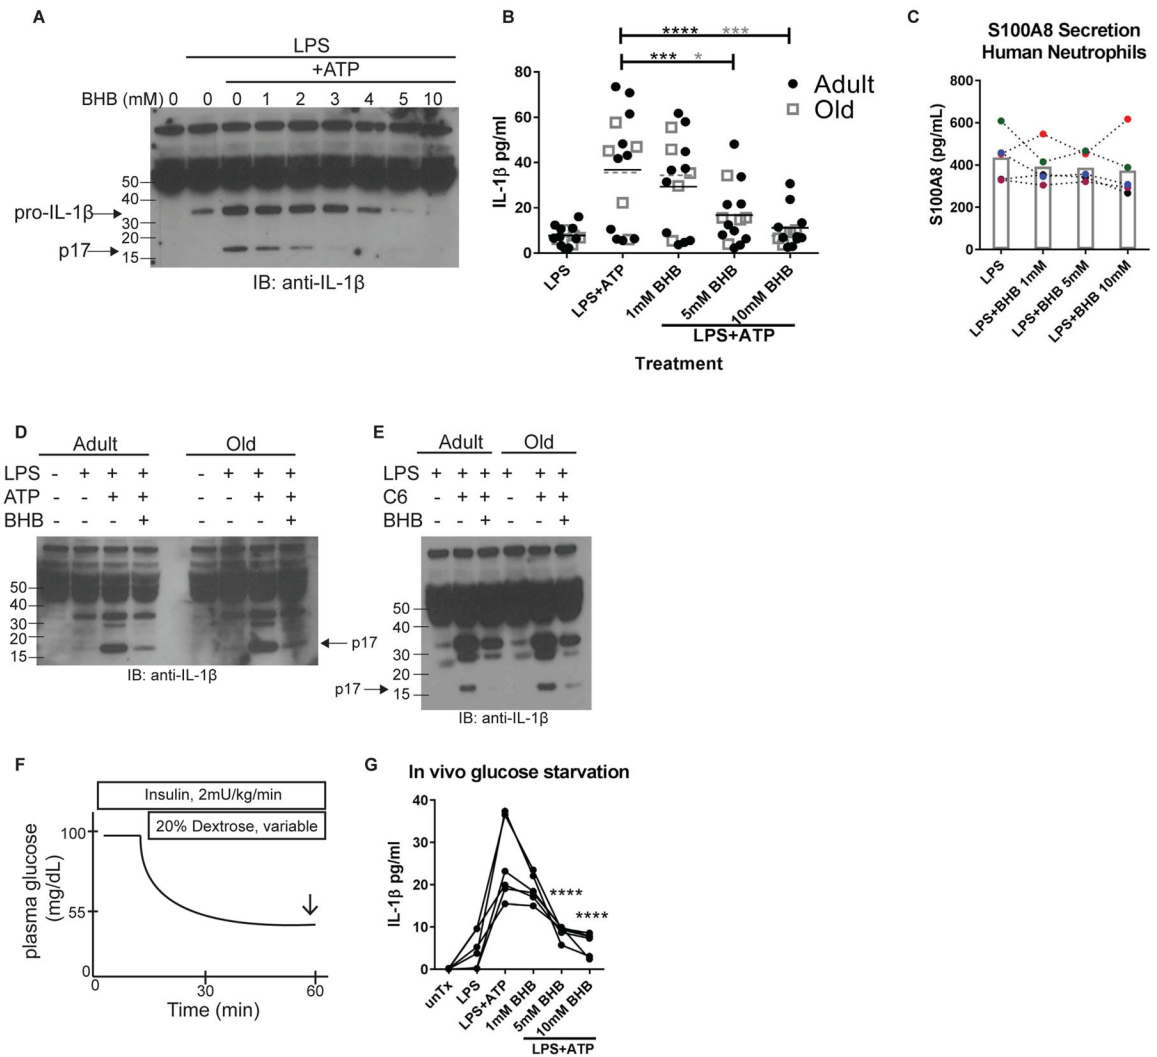 A
LPS
+ATP
BHB (mM) 0 0 0 1 2 3 4 5 10
50
40
pro-IL-1β
30
20
p17
15
IB: anti-IL-1β
B
**** ***
*** *
Adult
Old
IL-1β pg/ml
80
60
40
20
0
LPS
LPS+ATP
1mM BHB
5mM BHB
10mM BHB
LPS+ATP
Treatment
C
S100A8 Secretion
Human Neutrophils
S100A8 (pg/mL)
800
600
400
200
0
LPS
LPS+BHB 1mM
LPS+BHB 5mM
LPS+BHB 10mM
D
Adult Old
LPS - + + + - + + +
ATP - - + + - - + +
BHB - - - + - - - +
50
40
30
20
15
p17
IB: anti-IL-1β
E
Adult Old
LPS + + + + + +
C6 - + + - + +
BHB - - + - - +
50
40
30
20
15
p17
IB: anti-IL-1β
F
Insulin, 2mU/kg/min
20% Dextrose, variable
plasma glucose
(mg/dL)
100
55
0
0 30 60
Time (min)
G
In vivo glucose starvation
IL-1β pg/ml
40
30
20
10
0
****
****
unTx
LPS
LPS+ATP
1mM BHB
5mM BHB
10mM BHB
LPS+ATP